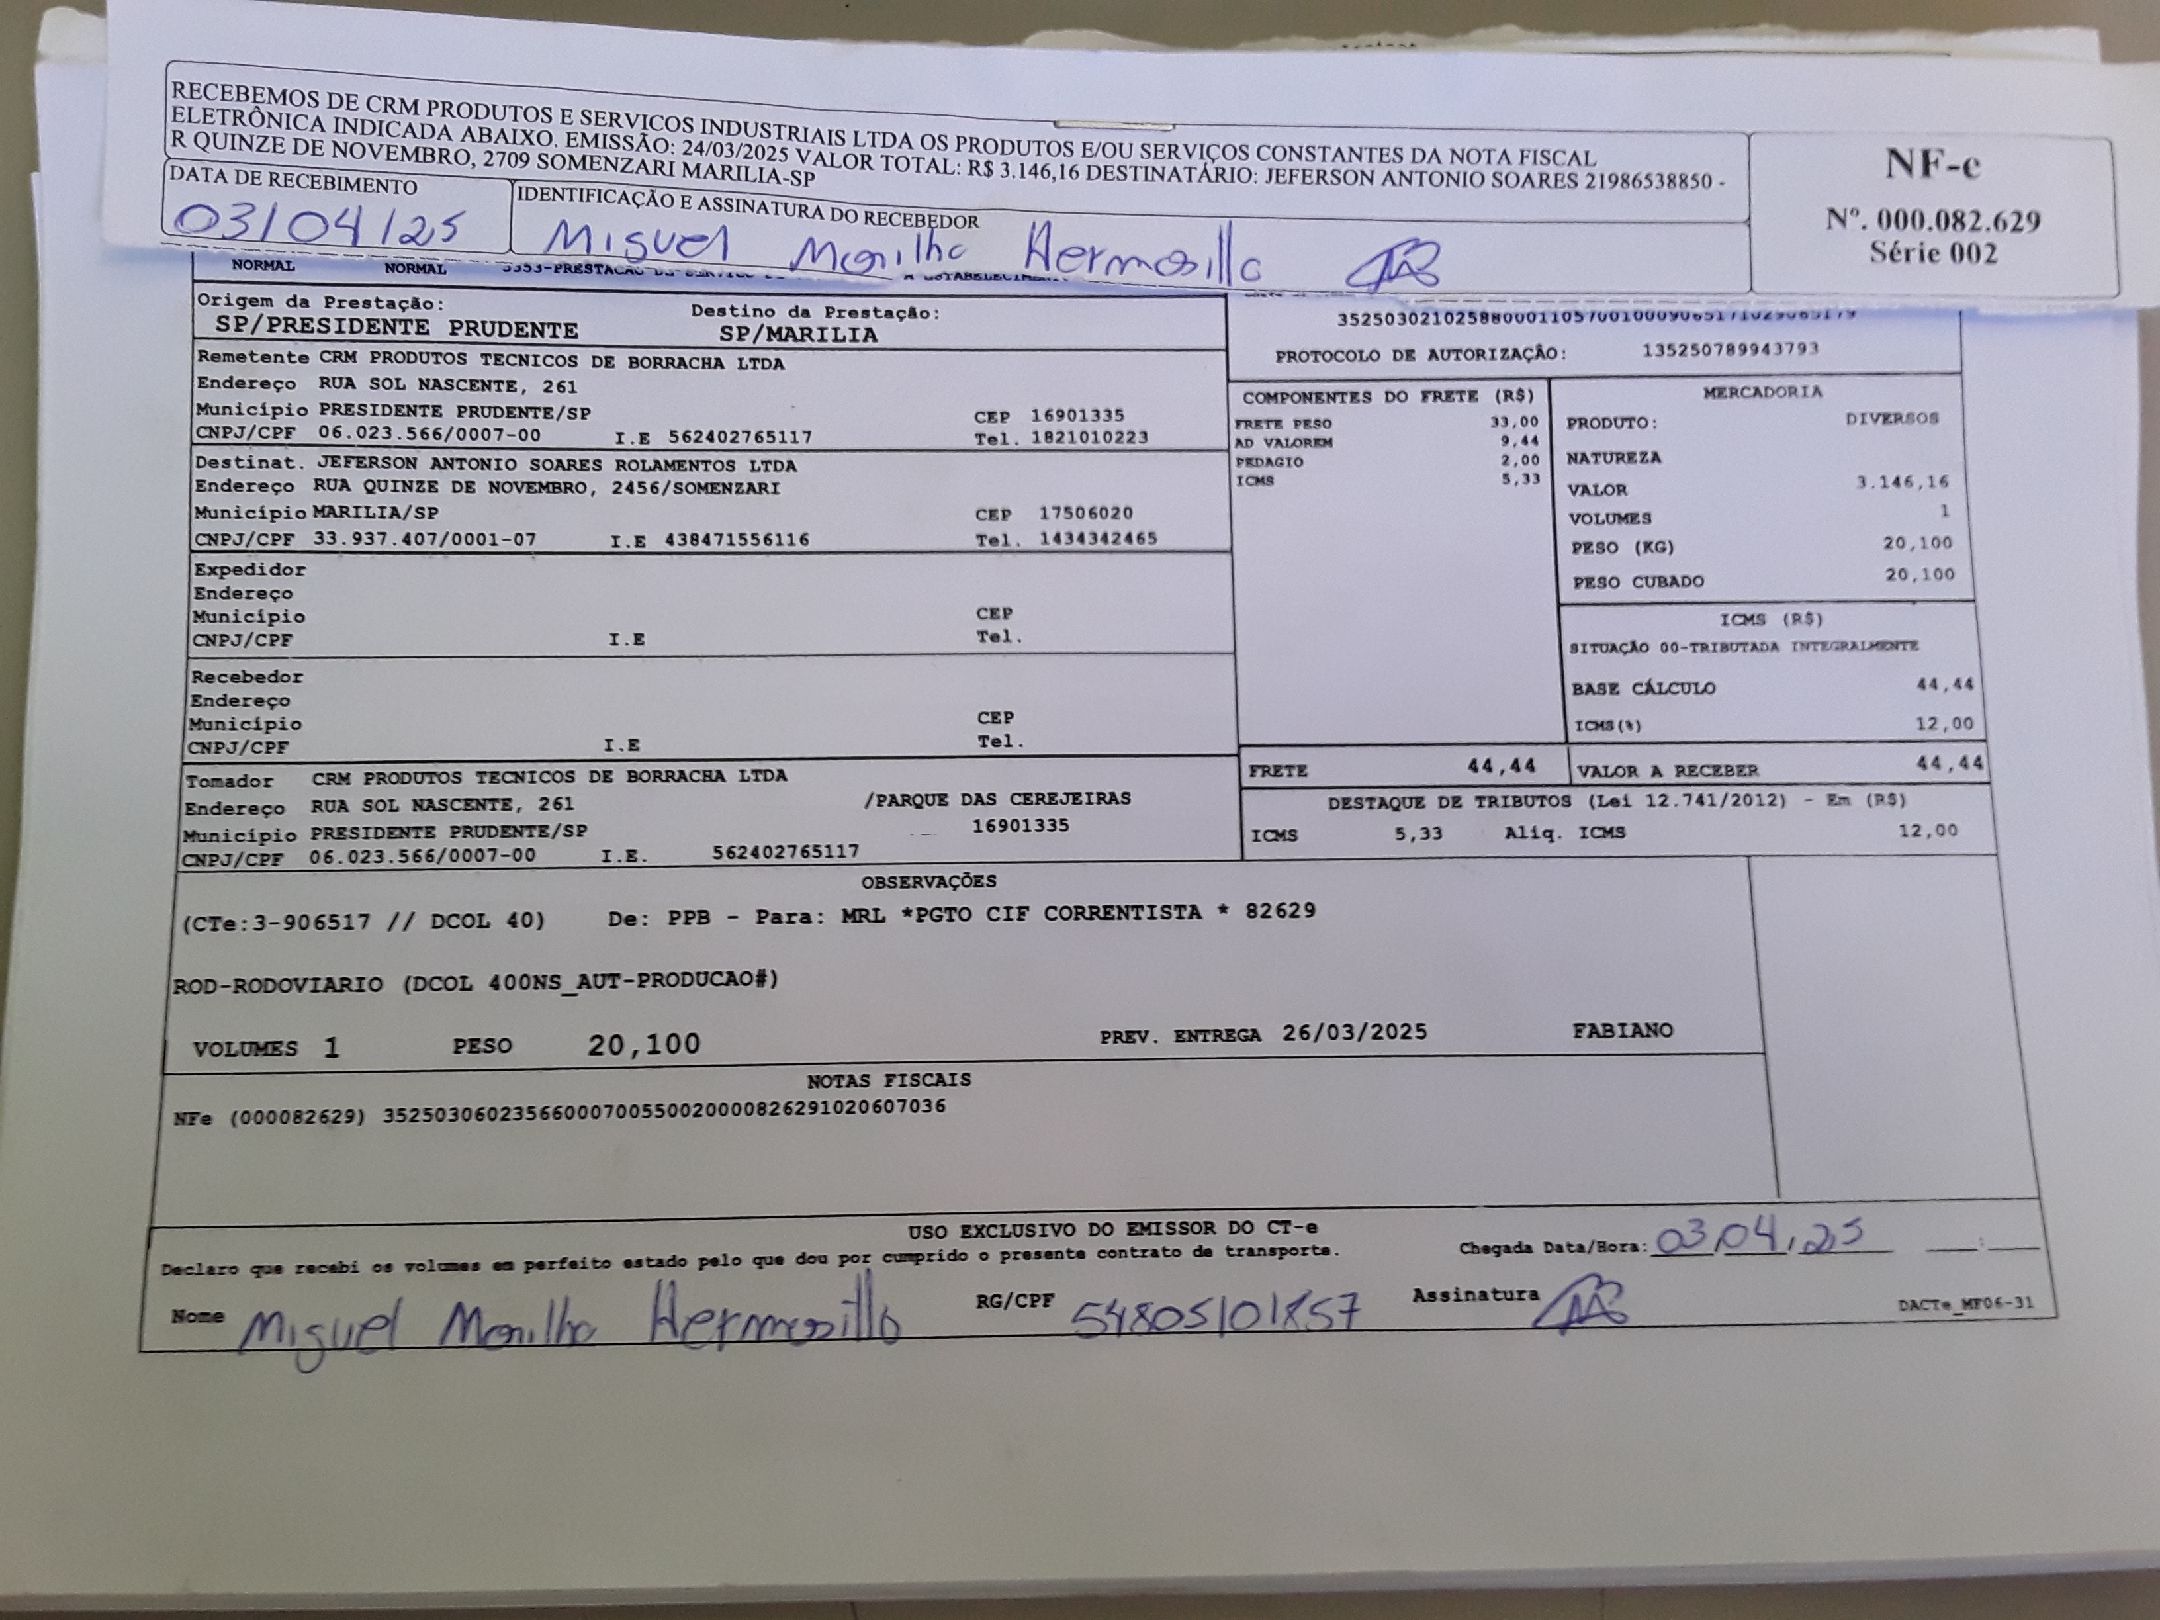 RECEBEMOS DE CRM PRODUTOS E SERVICOS INDUSTRIAIS LTDA OS PRODUTOS E/OU SERVIÇOS CONSTANTES DA NOTA FISCAL
ELETRÔNICA INDICADA ABAIXO. EMISSÃO: 24/03/2025 VALOR TOTAL: R$ 3.146,16 DESTINATÁRIO: JEFERSON ANTONIO SOARES 21986538850 -
R QUINZE DE NOVEMBRO, 2709 SOMENZARI MARILIA-SP
NF-e
Nº. 000.082.629
Série 002
DATA DE RECEBIMENTO
03/04/25
IDENTIFICAÇÃO E ASSINATURA DO RECEBEDOR
Miguel Morilho Hermosilla
NORMAL NORMAL 5353-PRESTACAO DE SERVICO
Origem da Prestação: Destino da Prestação:
SP/PRESIDENTE PRUDENTE SP/MARILIA
Remetente CRM PRODUTOS TECNICOS DE BORRACHA LTDA
Endereço RUA SOL NASCENTE, 261
Município PRESIDENTE PRUDENTE/SP CEP 16901335
CNPJ/CPF 06.023.566/0007-00 I.E 562402765117 Tel. 1821010223
Destinat. JEFERSON ANTONIO SOARES ROLAMENTOS LTDA
Endereço RUA QUINZE DE NOVEMBRO, 2456/SOMENZARI
Município MARILIA/SP CEP 17506020
CNPJ/CPF 33.937.407/0001-07 I.E 438471556116 Tel. 1434342465
Expedidor
Endereço
Município CEP
CNPJ/CPF I.E Tel.
Recebedor
Endereço
Município CEP
CNPJ/CPF I.E Tel.
Tomador CRM PRODUTOS TECNICOS DE BORRACHA LTDA
Endereço RUA SOL NASCENTE, 261 /PARQUE DAS CEREJEIRAS
Município PRESIDENTE PRUDENTE/SP 16901335
CNPJ/CPF 06.023.566/0007-00 I.E. 562402765117
PROTOCOLO DE AUTORIZAÇÃO: 135250789943793
COMPONENTES DO FRETE (R$)
FRETE PESO 33,00
AD VALOREM 9,44
PEDAGIO 2,00
ICMS 5,33
MERCADORIA
PRODUTO: DIVERSOS
NATUREZA
VALOR 3.146,16
VOLUMES 1
PESO (KG) 20,100
PESO CUBADO 20,100
ICMS (R$)
SITUAÇÃO 00-TRIBUTADA INTEGRALMENTE
BASE CÁLCULO 44,44
ICMS(%) 12,00
FRETE 44,44 VALOR A RECEBER 44,44
DESTAQUE DE TRIBUTOS (Lei 12.741/2012) - Em (R$)
ICMS 5,33 Aliq. ICMS 12,00
OBSERVAÇÕES
(CTe:3-906517 // DCOL 40) De: PPB - Para: MRL *PGTO CIF CORRENTISTA * 82629
ROD-RODOVIARIO (DCOL 400NS_AUT-PRODUCAO#)
VOLUMES 1 PESO 20,100 PREV. ENTREGA 26/03/2025 FABIANO
NOTAS FISCAIS
NFe (000082629) 35250306023566000700550020000826291020607036
USO EXCLUSIVO DO EMISSOR DO CT-e
Declaro que recebi os volumes em perfeito estado pelo que dou por cumprido o presente contrato de transporte. Chegada Data/Hora: 03/04/25 __:__
Nome Miguel Morilho Hermosillo RG/CPF 54805101857 Assinatura
DACTe_MF06-31